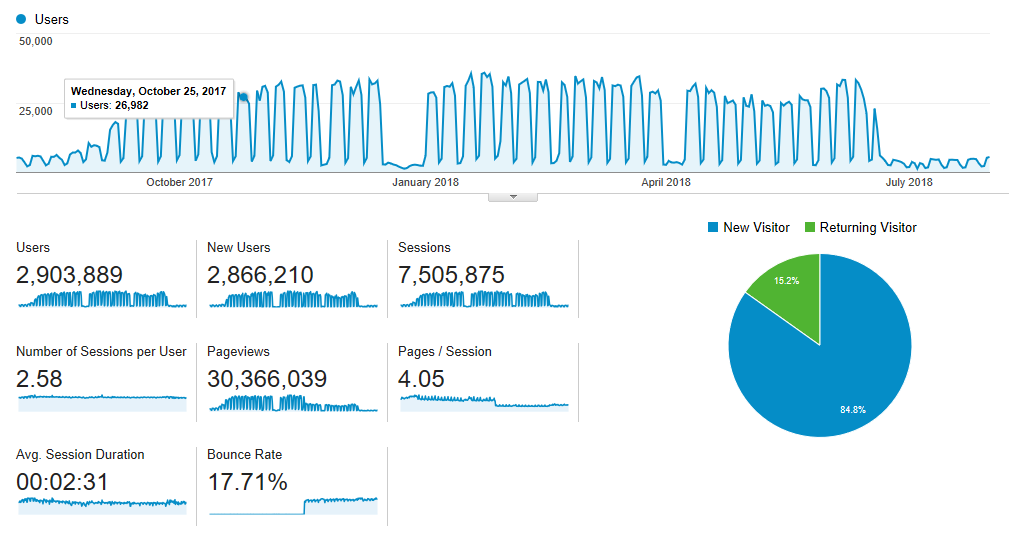 Users
50,000
Wednesday, October 25, 2017
Users: 26,982
25,000
October 2017 January 2018 April 2018 July 2018
New Visitor Returning Visitor
Users New Users Sessions
2,903,889 2,866,210 7,505,875
15.2%
Number of Sessions per User Pageviews Pages / Session
2.58 30,366,039 4.05
84.8%
Avg. Session Duration Bounce Rate
00:02:31 17.71%